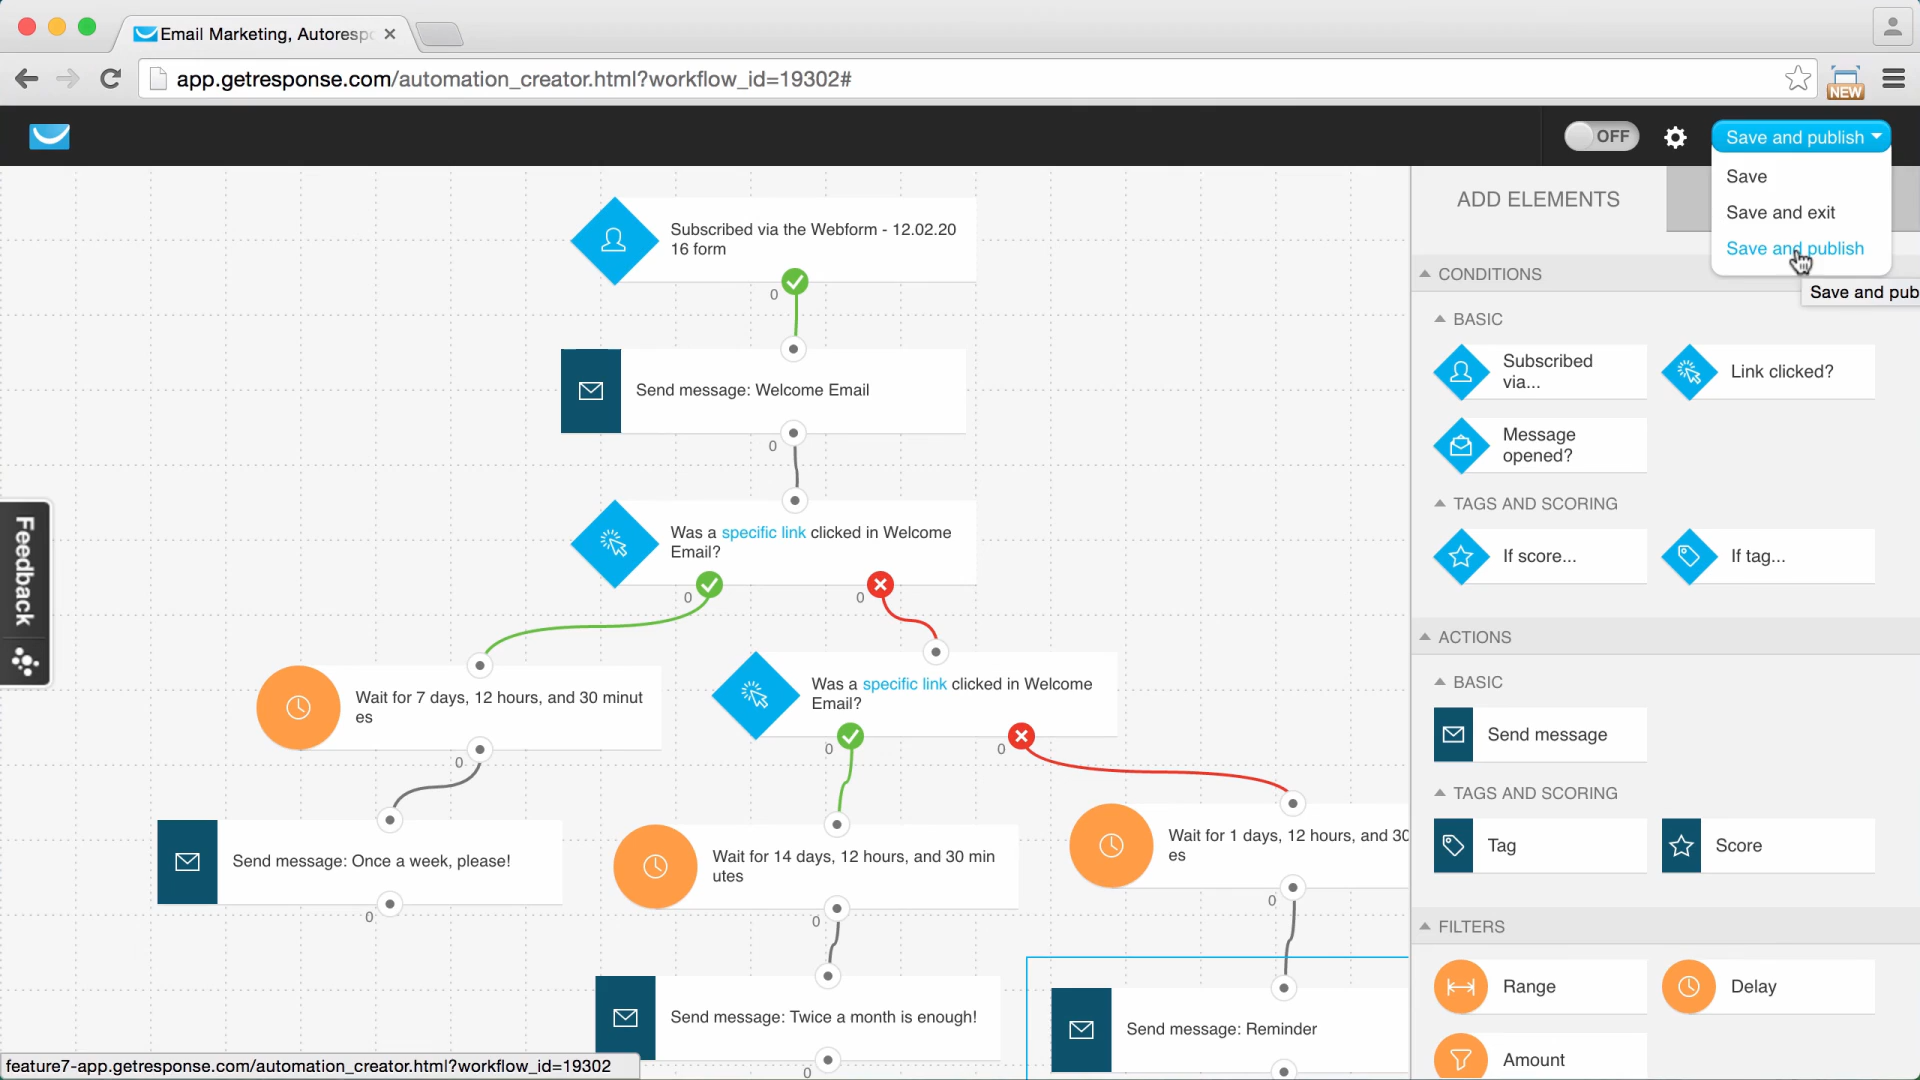 Email Marketing, Autoresp
app.getresponse.com/automation_creator.html?workflow_id=19302#
NEW
OFF
Save and publish
Save
Save and exit
Save and publish
Save and pub
ADD ELEMENTS
CONDITIONS
BASIC
Subscribed
via...
Link clicked?
Message
opened?
TAGS AND SCORING
If score...
If tag...
ACTIONS
BASIC
Send message
TAGS AND SCORING
Tag
Score
FILTERS
Range
Delay
Amount
Subscribed via the Webform - 12.02.20
16 form
0
Send message: Welcome Email
0
Was a specific link clicked in Welcome
Email?
0
0
Wait for 7 days, 12 hours, and 30 minut
es
0
Was a specific link clicked in Welcome
Email?
0
0
Send message: Once a week, please!
0
Wait for 14 days, 12 hours, and 30 min
utes
0
Wait for 1 days, 12 hours, and 30
es
0
Send message: Twice a month is enough!
0
Send message: Reminder
Feedback
feature7-app.getresponse.com/automation_creator.html?workflow_id=19302